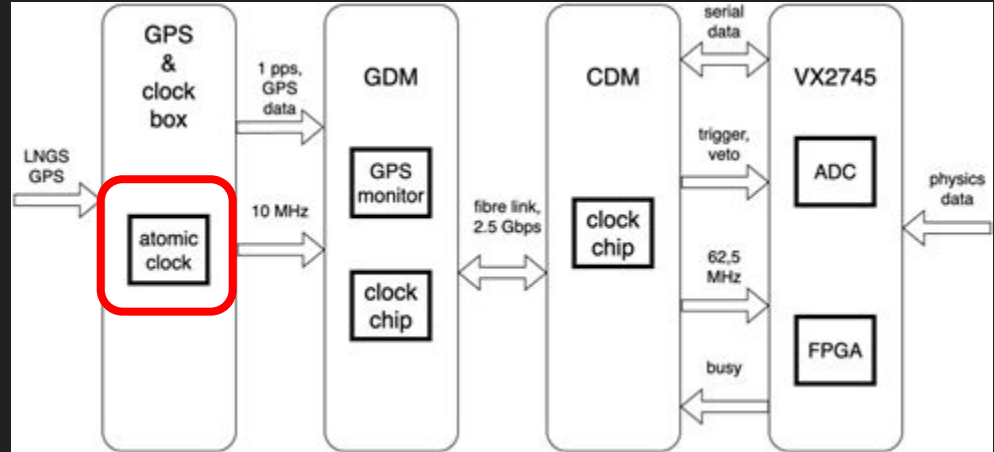 LNGS
GPS
GPS
&
clock
box
atomic
clock
1 pps,
GPS
data
10 MHz
GDM
GPS
monitor
clock
chip
fibre link,
2.5 Gbps
CDM
clock
chip
serial
data
trigger,
veto
62,5
MHz
busy
VX2745
ADC
FPGA
physics
data